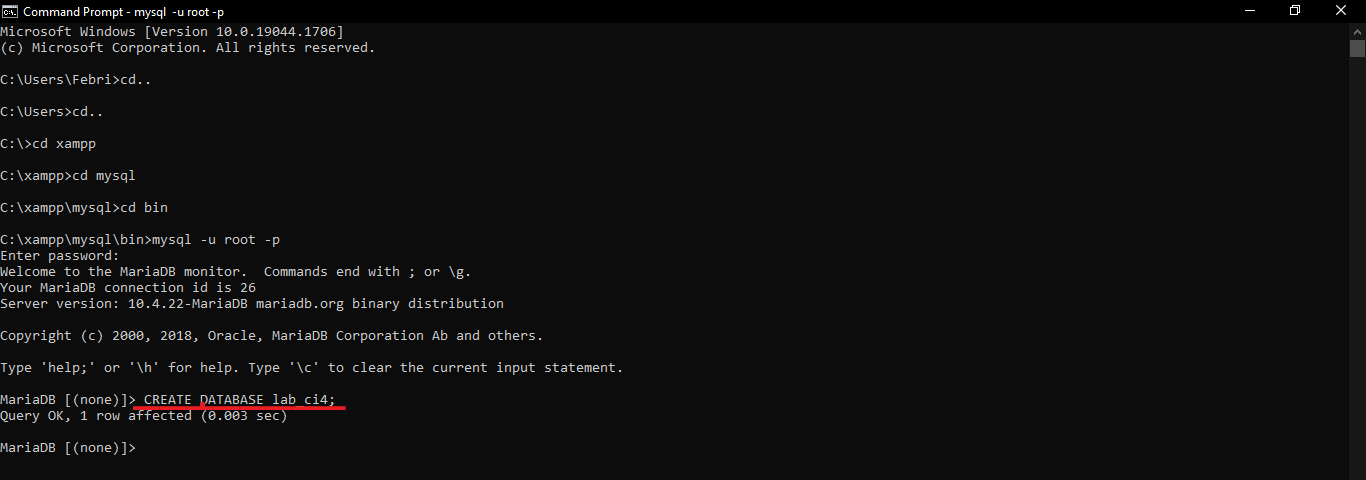 Command Prompt - mysql -u root -p
Microsoft Windows [Version 10.0.19044.1706]
(c) Microsoft Corporation. All rights reserved.
C:\Users\Febri>cd..
C:\Users>cd..
C:\>cd xampp
C:\xampp>cd mysql
C:\xampp\mysql>cd bin
C:\xampp\mysql\bin>mysql -u root -p
Enter password:
Welcome to the MariaDB monitor.  Commands end with ; or \g.
Your MariaDB connection id is 26
Server version: 10.4.22-MariaDB mariadb.org binary distribution
Copyright (c) 2000, 2018, Oracle, MariaDB Corporation Ab and others.
Type 'help;' or '\h' for help. Type '\c' to clear the current input statement.
MariaDB [(none)]> CREATE DATABASE lab_ci4;
Query OK, 1 row affected (0.003 sec)
MariaDB [(none)]>